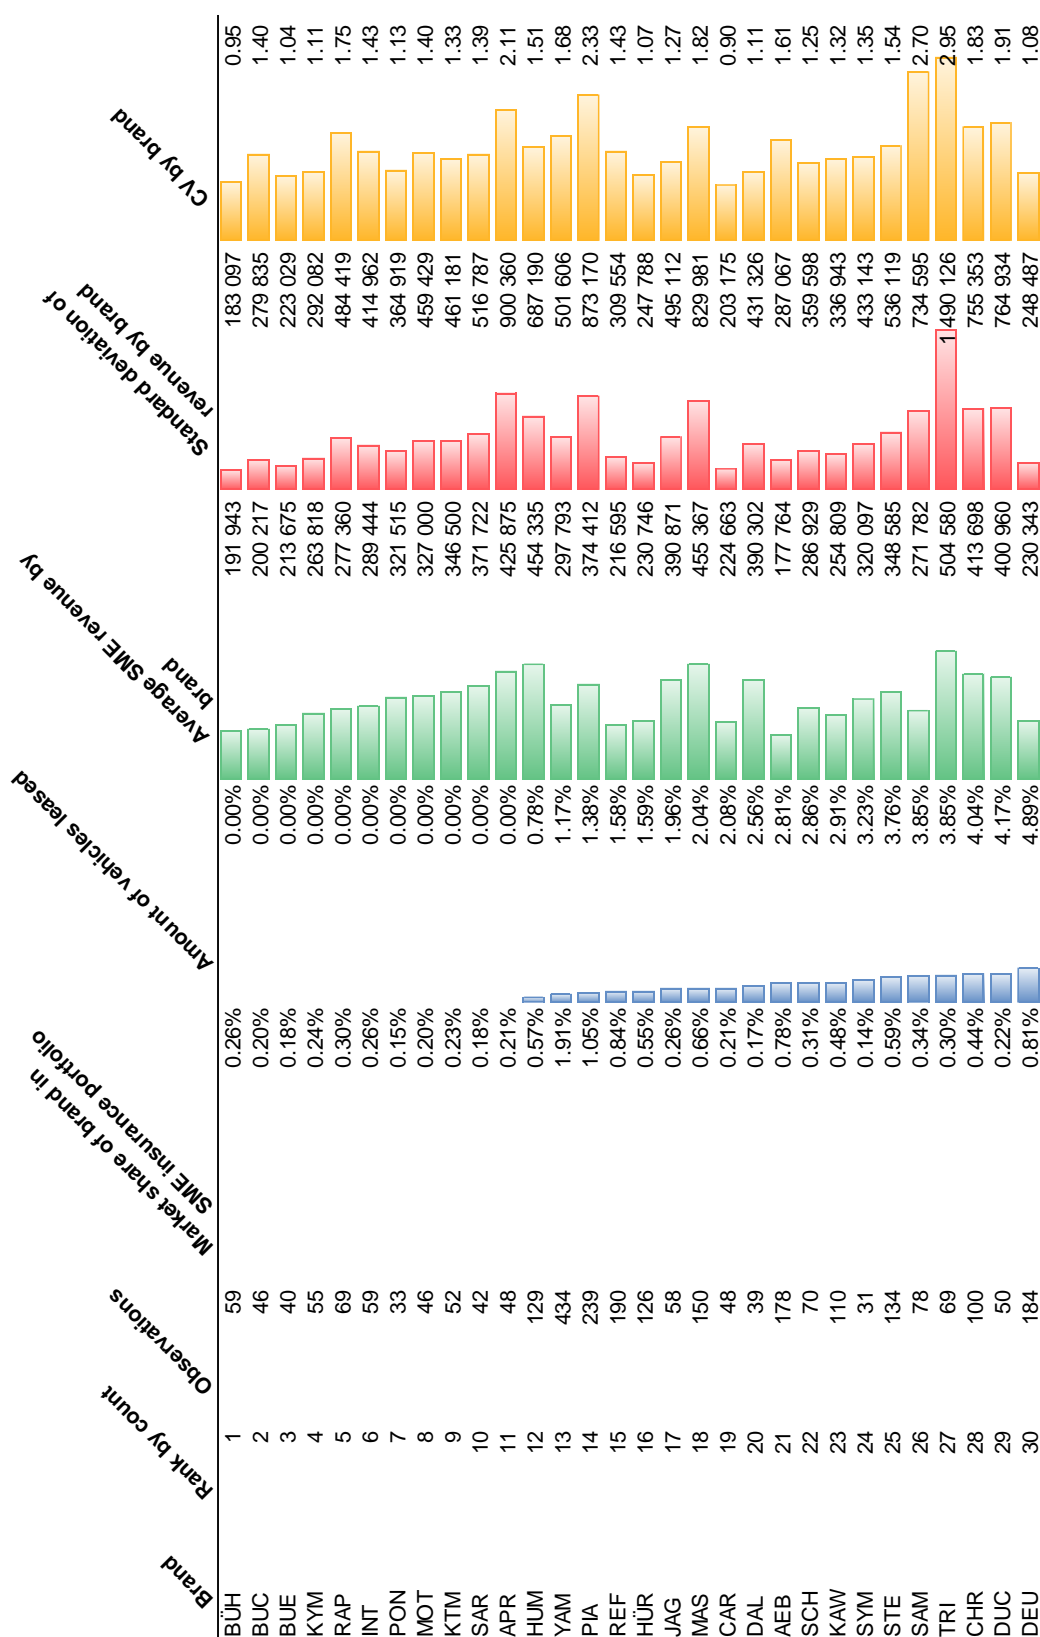 Brand Rank by count Observations Market share of brand in SME insurance portfolio Amount of vehicles leased Average SME revenue by brand Standard deviation of revenue by brand CV by brand
BÜH 1 59 0.26% 0.00% 191 943 183 097 0.95
BUC 2 46 0.20% 0.00% 200 217 279 835 1.40
BUE 3 40 0.18% 0.00% 213 675 223 029 1.04
KYM 4 55 0.24% 0.00% 263 818 292 082 1.11
RAP 5 69 0.30% 0.00% 277 360 484 419 1.75
INT 6 59 0.26% 0.00% 289 444 414 962 1.43
PON 7 33 0.15% 0.00% 321 515 364 919 1.13
MOT 8 46 0.20% 0.00% 327 000 459 429 1.40
KTM 9 52 0.23% 0.00% 346 500 461 181 1.33
SAR 10 42 0.18% 0.00% 371 722 516 787 1.39
APR 11 48 0.21% 0.00% 425 875 900 360 2.11
HUM 12 129 0.57% 0.78% 454 335 687 190 1.51
YAM 13 434 1.91% 1.17% 297 793 501 606 1.68
PIA 14 239 1.05% 1.38% 374 412 873 170 2.33
REF 15 190 0.84% 1.58% 216 595 309 554 1.43
HÜR 16 126 0.55% 1.59% 230 746 247 788 1.07
JAG 17 58 0.26% 1.96% 390 871 495 112 1.27
MAS 18 150 0.66% 2.04% 455 367 829 981 1.82
CAR 19 48 0.21% 2.08% 224 663 203 175 0.90
DAL 20 39 0.17% 2.56% 390 302 431 326 1.11
AEB 21 178 0.78% 2.81% 177 764 287 067 1.61
SCH 22 70 0.31% 2.86% 286 929 359 598 1.25
KAW 23 110 0.48% 2.91% 254 809 336 943 1.32
SYM 24 31 0.14% 3.23% 320 097 433 143 1.35
STE 25 134 0.59% 3.76% 348 585 536 119 1.54
SAM 26 78 0.34% 3.85% 271 782 734 595 2.70
TRI 27 69 0.30% 3.85% 504 580 1 490 126 2.95
CHR 28 100 0.44% 4.04% 413 698 755 353 1.83
DUC 29 50 0.22% 4.17% 400 960 764 934 1.91
DEU 30 184 0.81% 4.89% 230 343 248 487 1.08